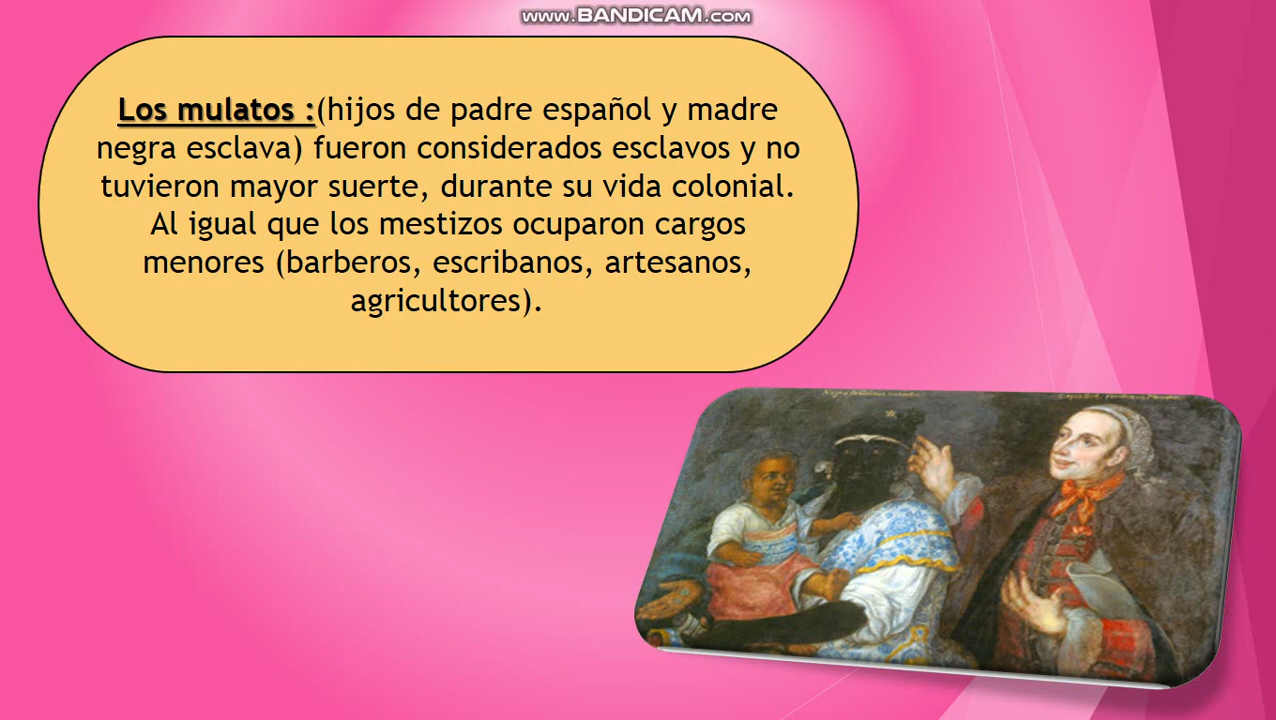 www.BANDICAM.com
Los mulatos :(hijos de padre español y madre
negra esclava) fueron considerados esclavos y no
tuvieron mayor suerte, durante su vida colonial.
Al igual que los mestizos ocuparon cargos
menores (barberos, escribanos, artesanos,
agricultores).